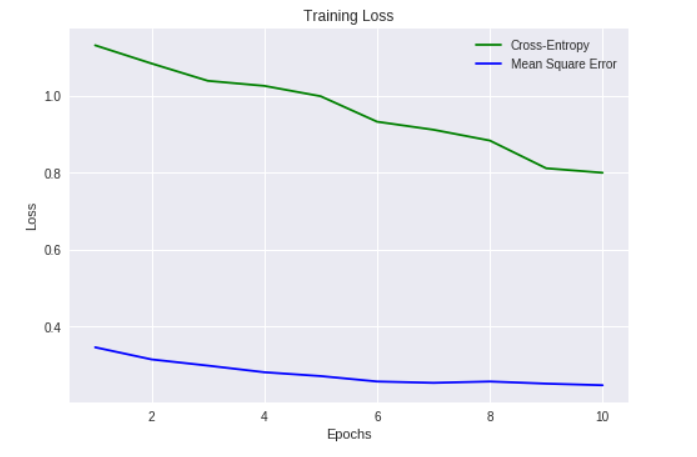 Training Loss
Cross-Entropy
Mean Square Error
1.0
0.8
0.6
0.4
Loss
2 4 6 8 10
Epochs